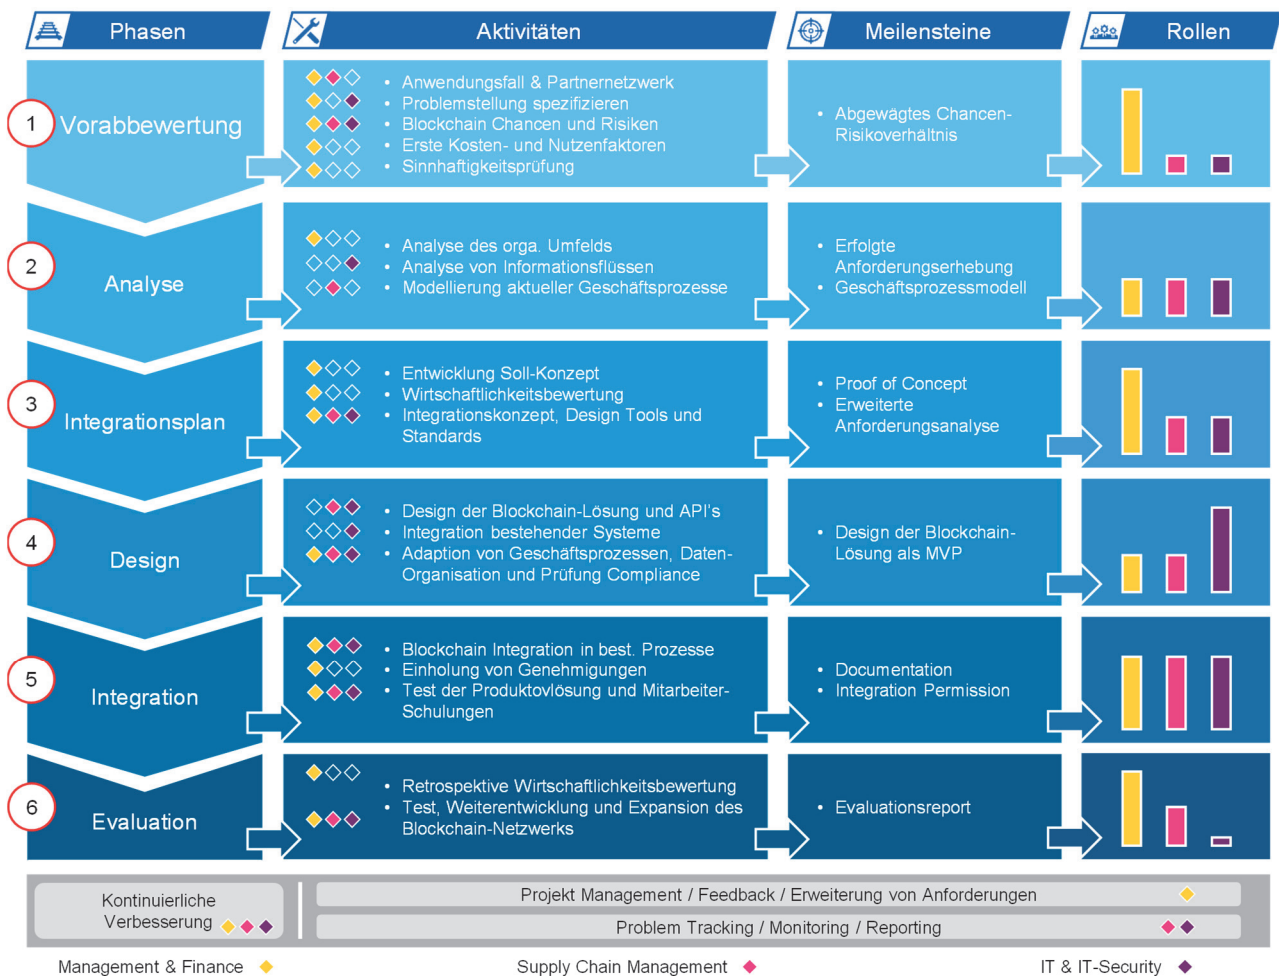 Phasen
Aktivitäten
Meilensteine
Rollen
1
Vorabbewertung
• Anwendungsfall & Partnernetzwerk
• Problemstellung spezifizieren
• Blockchain Chancen und Risiken
• Erste Kosten- und Nutzenfaktoren
• Sinnhaftigkeitsprüfung
• Abgewägtes Chancen-
Risikoverhältnis
2
Analyse
• Analyse des orga. Umfelds
• Analyse von Informationsflüssen
• Modellierung aktueller Geschäftsprozesse
• Erfolgte
Anforderungserhebung
• Geschäftsprozessmodell
3
Integrationsplan
• Entwicklung Soll-Konzept
• Wirtschaftlichkeitsbewertung
• Integrationskonzept, Design Tools und
Standards
• Proof of Concept
• Erweiterte
Anforderungsanalyse
4
Design
• Design der Blockchain-Lösung und API's
• Integration bestehender Systeme
• Adaption von Geschäftsprozessen, Daten-
Organisation und Prüfung Compliance
• Design der Blockchain-
Lösung als MVP
5
Integration
• Blockchain Integration in best. Prozesse
• Einholung von Genehmigungen
• Test der Produktovlösung und Mitarbeiter-
Schulungen
• Documentation
• Integration Permission
6
Evaluation
• Retrospektive Wirtschaftlichkeitsbewertung
• Test, Weiterentwicklung und Expansion des
Blockchain-Netzwerks
• Evaluationsreport
Kontinuierliche
Verbesserung
Projekt Management / Feedback / Erweiterung von Anforderungen
Problem Tracking / Monitoring / Reporting
Management & Finance
Supply Chain Management
IT & IT-Security